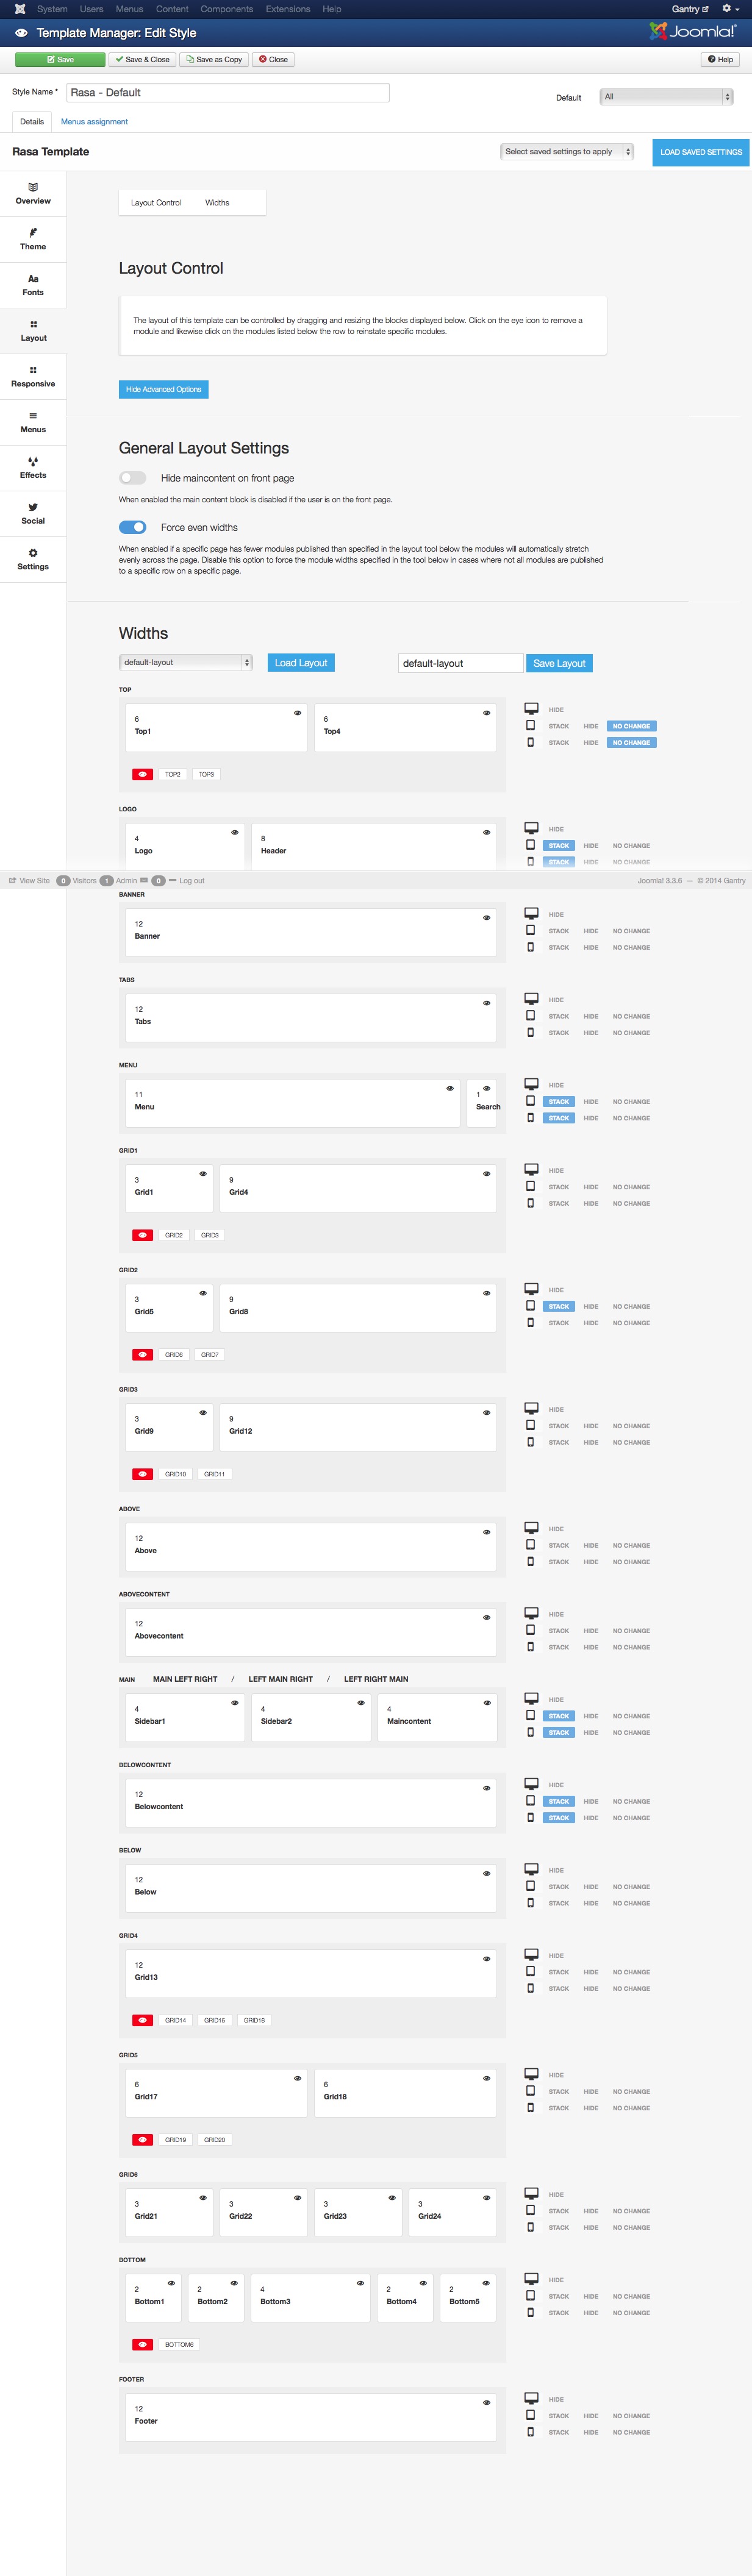 System Users Menus Content Components Extensions Help Gantry
Template Manager: Edit Style Joomla!
Save Save & Close Save as Copy Close Help
Style Name * Rasa - Default Default All
Details Menus assignment
Rasa Template Select saved settings to apply LOAD SAVED SETTINGS
Overview
Theme
Aa
Fonts
Layout
Responsive
Menus
Effects
Social
Settings
Layout Control Widths
Layout Control
The layout of this template can be controlled by dragging and resizing the blocks displayed below. Click on the eye icon to remove a
module and likewise click on the modules listed below the row to reinstate specific modules.
Hide Advanced Options
General Layout Settings
Hide maincontent on front page
When enabled the main content block is disabled if the user is on the front page.
Force even widths
When enabled if a specific page has fewer modules published than specified in the layout tool below the modules will automatically stretch
evenly across the page. Disable this option to force the module widths specified in the tool below in cases where not all modules are published
to a specific row on a specific page.
Widths
default-layout Load Layout default-layout Save Layout
TOP
6 6
Top1 Top4
TOP2 TOP3
HIDE
STACK HIDE NO CHANGE
STACK HIDE NO CHANGE
LOGO
4 8
Logo Header
HIDE
STACK HIDE NO CHANGE
STACK HIDE NO CHANGE
View Site 0 Visitors 1 Admin 0 Log out Joomla! 3.3.6 — © 2014 Gantry
BANNER
12
Banner
HIDE
STACK HIDE NO CHANGE
STACK HIDE NO CHANGE
TABS
12
Tabs
HIDE
STACK HIDE NO CHANGE
STACK HIDE NO CHANGE
MENU
11 1
Menu Search
HIDE
STACK HIDE NO CHANGE
STACK HIDE NO CHANGE
GRID1
3 9
Grid1 Grid4
GRID2 GRID3
HIDE
STACK HIDE NO CHANGE
STACK HIDE NO CHANGE
GRID2
3 9
Grid5 Grid8
GRID6 GRID7
HIDE
STACK HIDE NO CHANGE
STACK HIDE NO CHANGE
GRID3
3 9
Grid9 Grid12
GRID10 GRID11
HIDE
STACK HIDE NO CHANGE
STACK HIDE NO CHANGE
ABOVE
12
Above
HIDE
STACK HIDE NO CHANGE
STACK HIDE NO CHANGE
ABOVECONTENT
12
Abovecontent
HIDE
STACK HIDE NO CHANGE
STACK HIDE NO CHANGE
MAIN MAIN LEFT RIGHT / LEFT MAIN RIGHT / LEFT RIGHT MAIN
4 4 4
Sidebar1 Sidebar2 Maincontent
HIDE
STACK HIDE NO CHANGE
STACK HIDE NO CHANGE
BELOWCONTENT
12
Belowcontent
HIDE
STACK HIDE NO CHANGE
STACK HIDE NO CHANGE
BELOW
12
Below
HIDE
STACK HIDE NO CHANGE
STACK HIDE NO CHANGE
GRID4
12
Grid13
GRID14 GRID15 GRID16
HIDE
STACK HIDE NO CHANGE
STACK HIDE NO CHANGE
GRID5
6 6
Grid17 Grid18
GRID19 GRID20
HIDE
STACK HIDE NO CHANGE
STACK HIDE NO CHANGE
GRID6
3 3 3 3
Grid21 Grid22 Grid23 Grid24
HIDE
STACK HIDE NO CHANGE
STACK HIDE NO CHANGE
BOTTOM
2 2 4 2 2
Bottom1 Bottom2 Bottom3 Bottom4 Bottom5
BOTTOM6
HIDE
STACK HIDE NO CHANGE
STACK HIDE NO CHANGE
FOOTER
12
Footer
HIDE
STACK HIDE NO CHANGE
STACK HIDE NO CHANGE